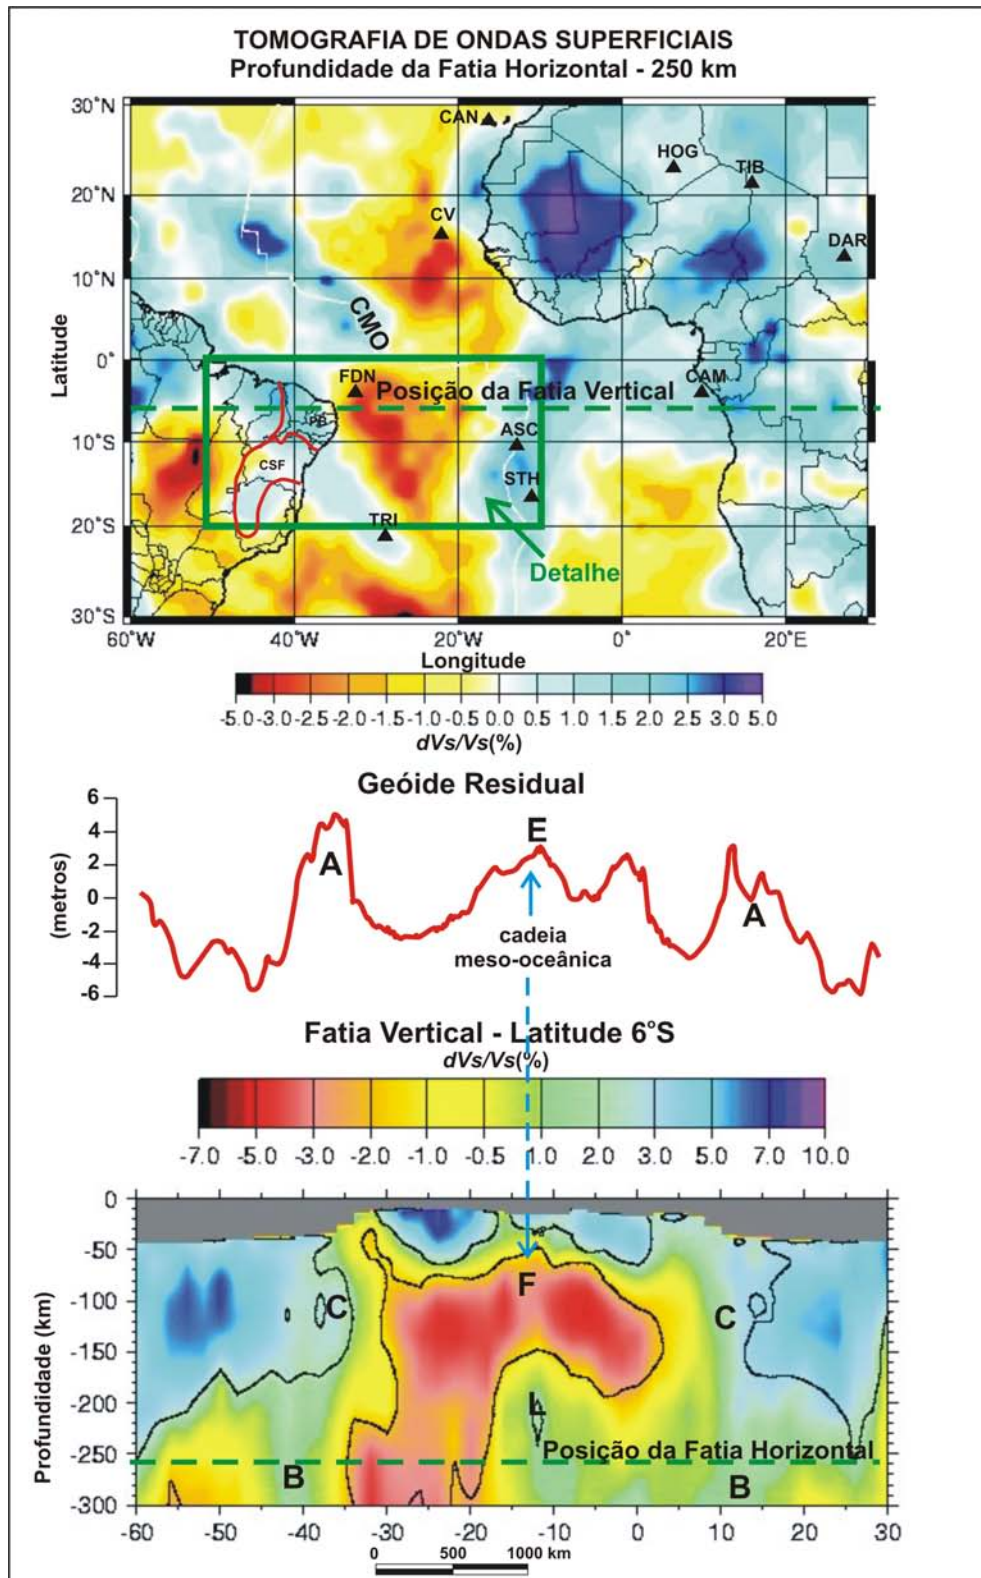 TOMOGRAFIA DE ONDAS SUPERFICIAIS
Profundidade da Fatia Horizontal - 250 km
30°N
20°N
10°N
0°
10°S
20°S
30°S
Latitude
CAN
HOG
TIB
CV
DAR
CMO
FDN
Posição da Fatia Vertical
CAM
PB
ASC
CSF
STH
TRI
Detalhe
60°W
40°W
20°W
0°
20°E
Longitude
-5.0 -3.0 -2.5 -2.0 -1.5 -1.0 -0.5 0.0 0.5 1.0 1.5 2.0 2.5 3.0 5.0
dVs/Vs(%)
Geóide Residual
6
4
2
0
-2
-4
-6
(metros)
A
E
A
cadeia
meso-oceânica
Fatia Vertical - Latitude 6°S
dVs/Vs(%)
-7.0 -5.0 -3.0 -2.0 -1.0 -0.5 1.0 2.0 3.0 5.0 7.0 10.0
0
-50
-100
-150
-200
-250
-300
Profundidade (km)
F
C
C
L
Posição da Fatia Horizontal
B
B
-60 -50 -40 -30 -20 -10 0 10 20 30
0 500 1000 km